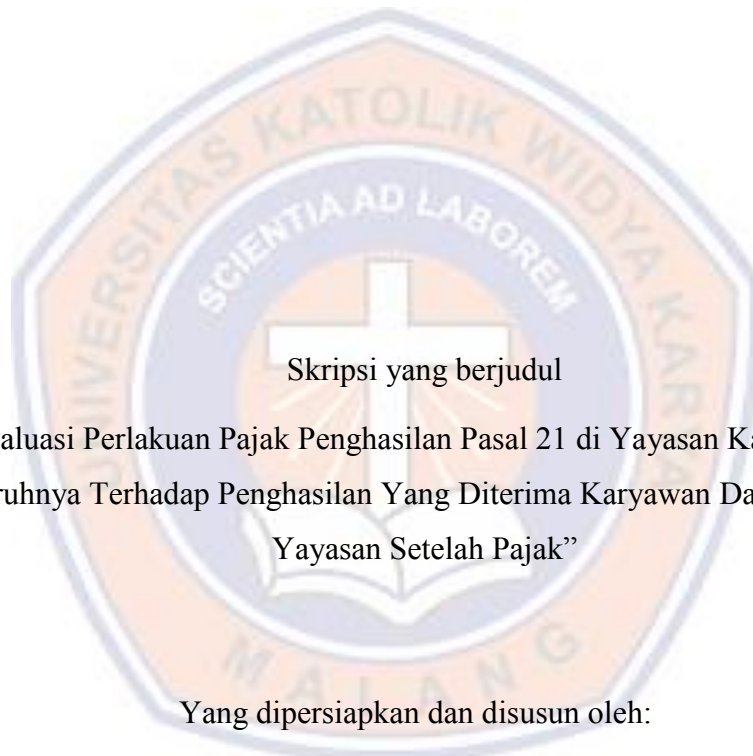 UNIVERSITAS KATOLIK WIDYA KARYA
SCIENTIA AD LABOREM
Skripsi yang berjudul
aluasi Perlakuan Pajak Penghasilan Pasal 21 di Yayasan Ka
ruhnya Terhadap Penghasilan Yang Diterima Karyawan Da
Yayasan Setelah Pajak”
MALANG
Yang dipersiapkan dan disusun oleh: